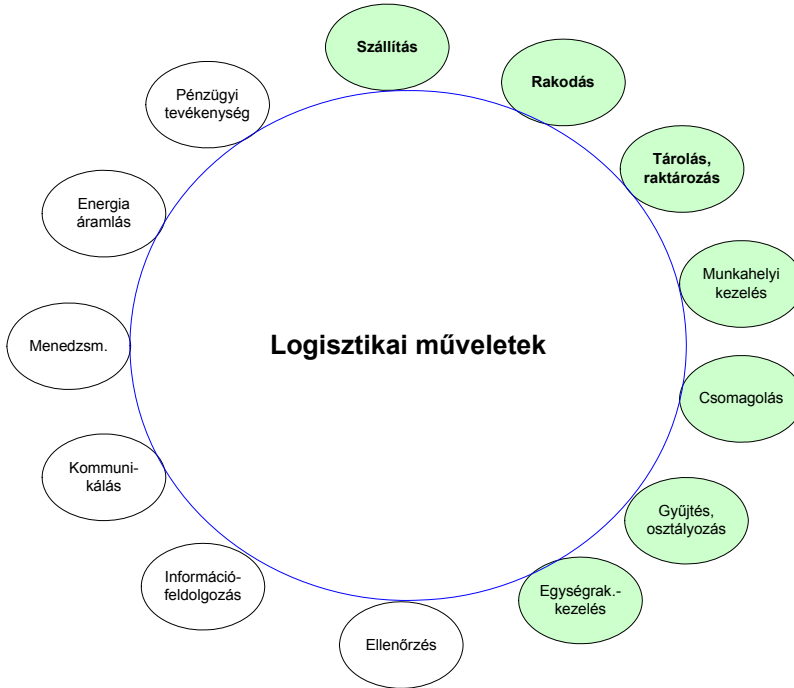 Szállítás
Rakodás
Tárolás,
raktározás
Munkahelyi
kezelés
Csomagolás
Gyűjtés,
osztályozás
Egységrak.-
kezelés
Ellenőrzés
Információ-
feldolgozás
Kommuni-
kálás
Menedzsm.
Energia
áramlás
Pénzügyi
tevékenység
Logisztikai műveletek